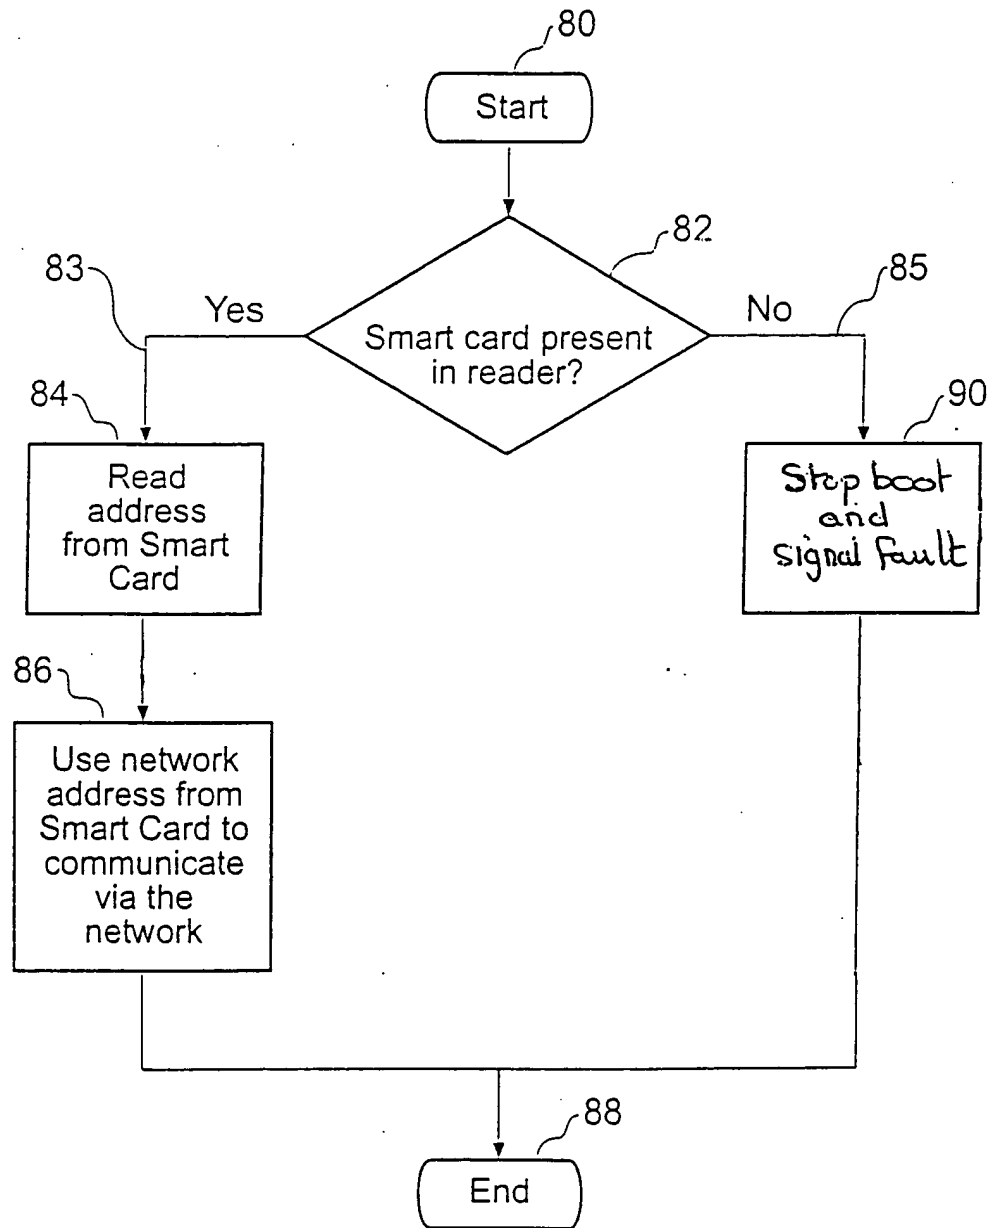 80
Start
82
83
85
Yes
No
Smart card present
in reader?
84
90
Read
address
from Smart
Card
Stop boot
and
signal fault
86
Use network
address from
Smart Card to
communicate
via the
network
88
End